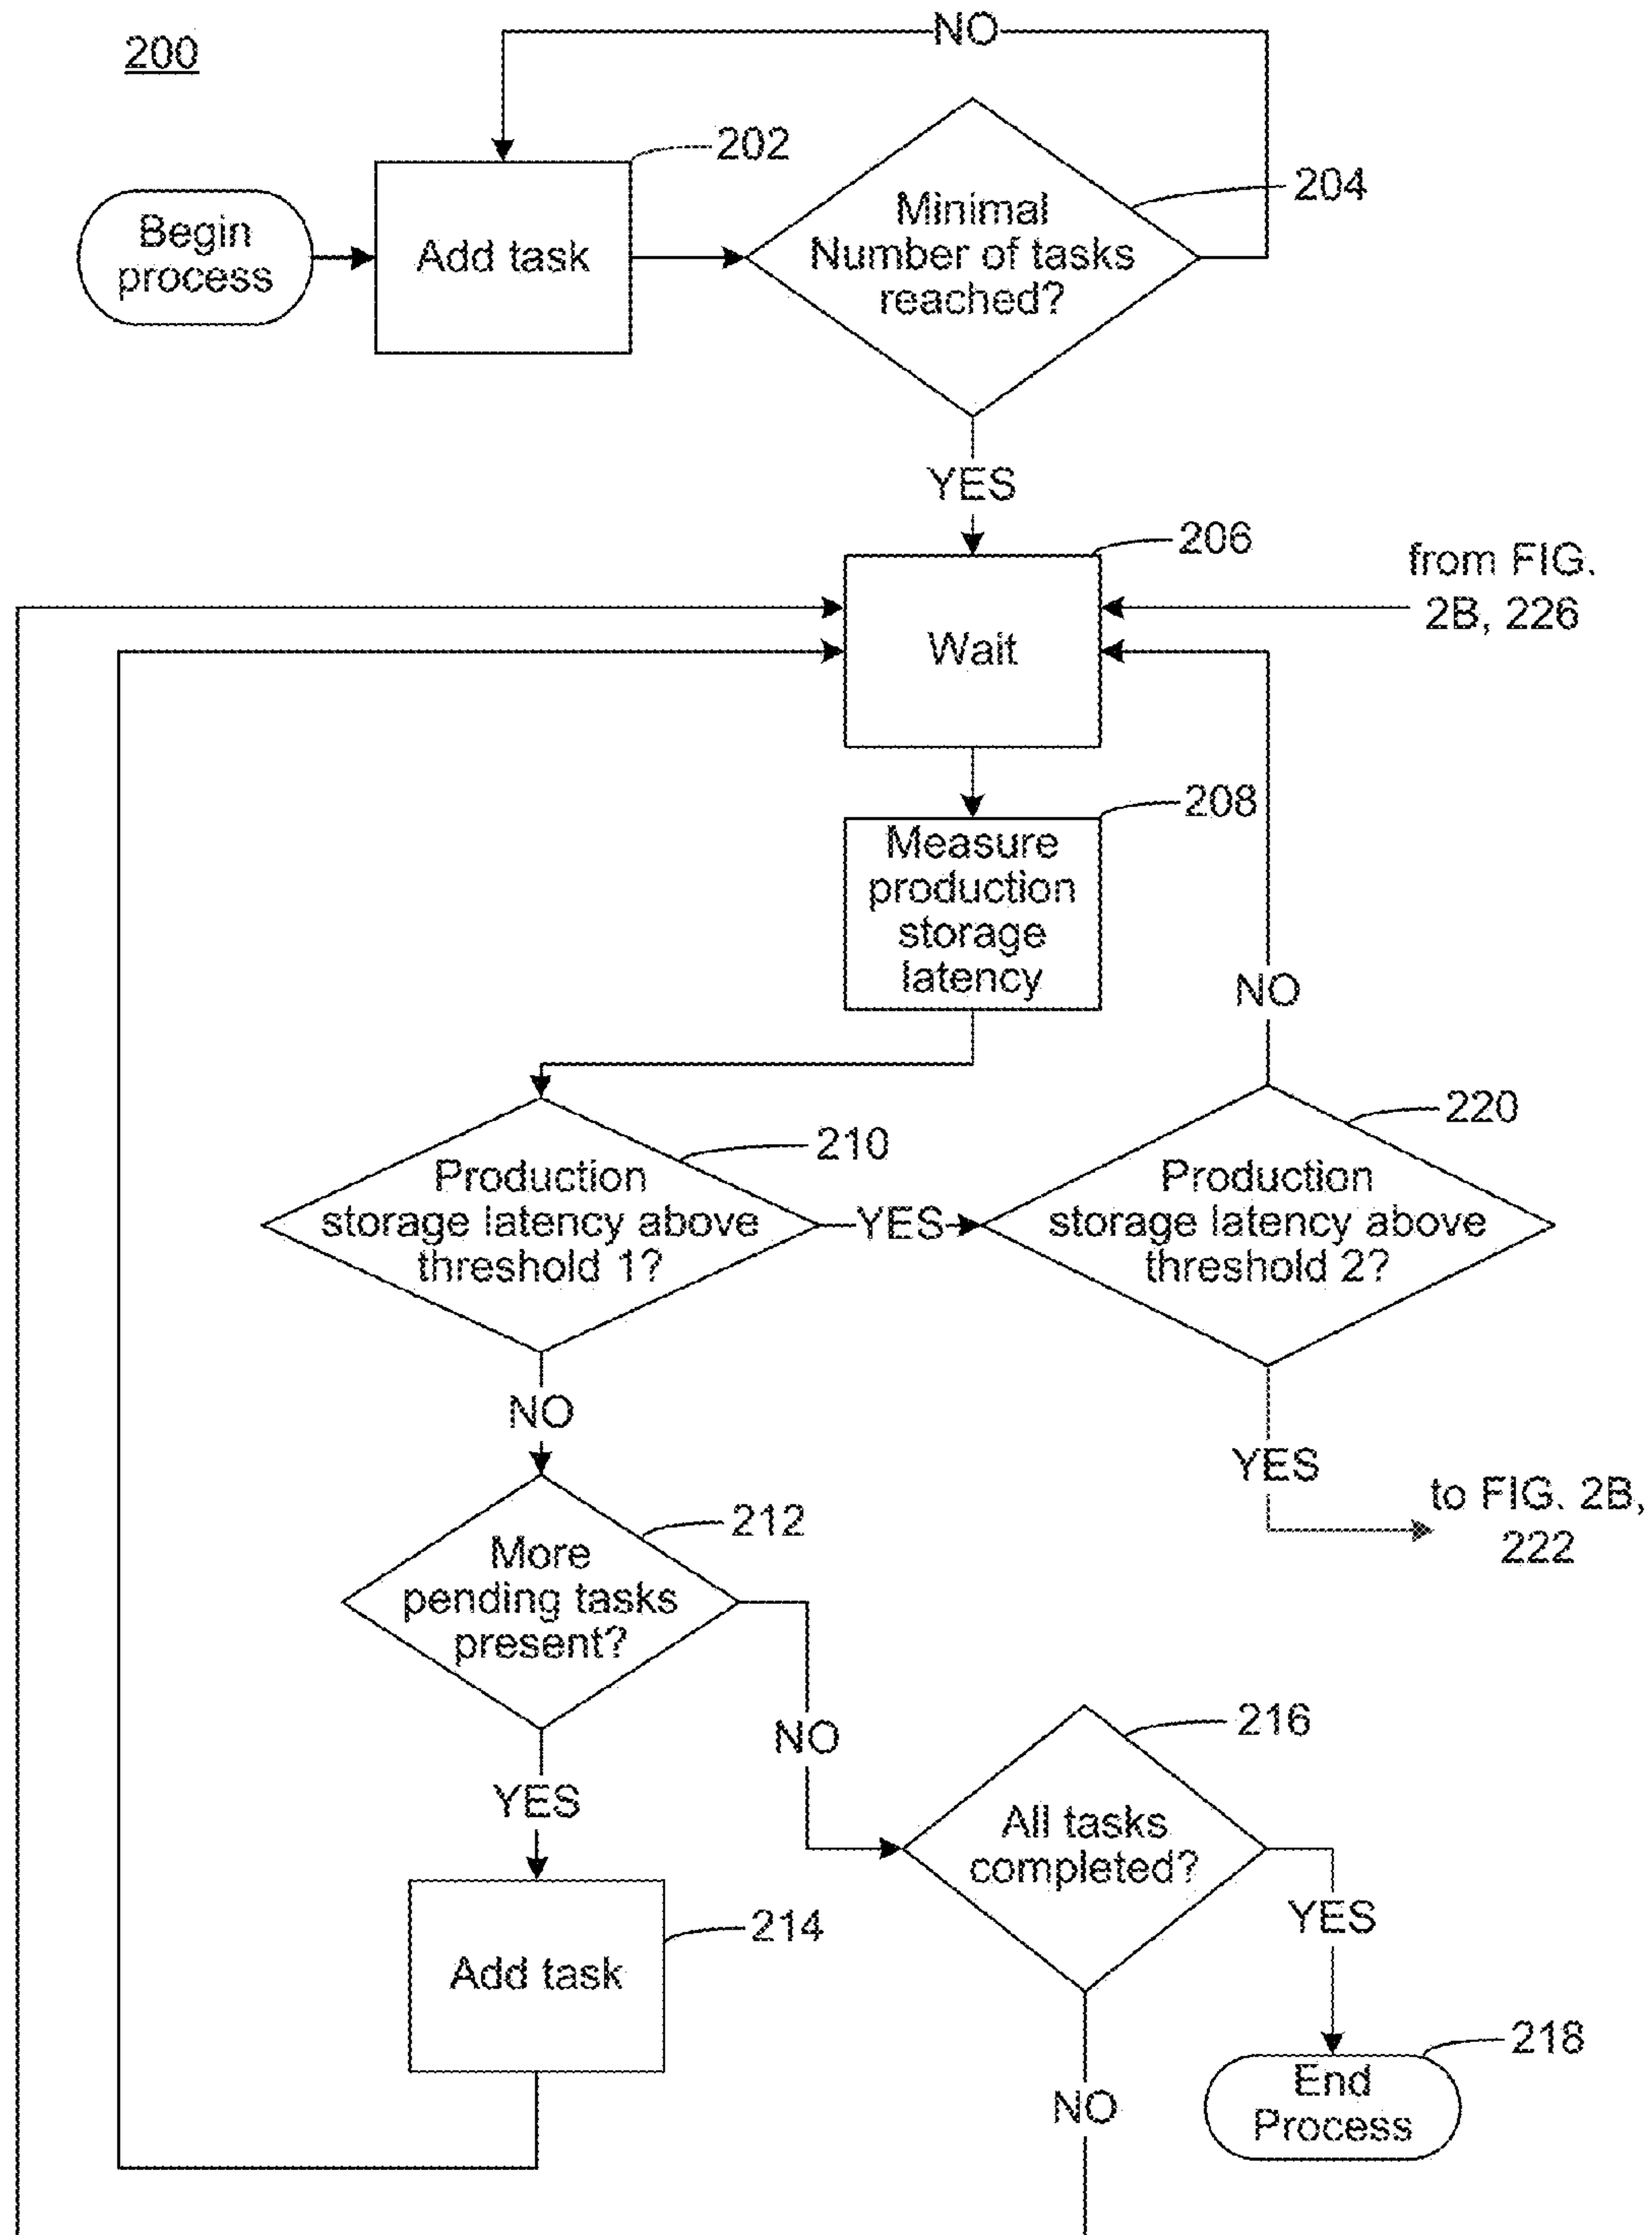 200
NO
202
Begin
process
Add task
204
Minimal
Number of tasks
reached?
YES
206
from FIG.
2B, 226
Wait
208
Measure
production
storage
latency
NO
210
Production
storage latency above
threshold 1?
YES
220
Production
storage latency above
threshold 2?
NO
YES
to FIG. 2B,
222
212
More
pending tasks
present?
NO
YES
216
All tasks
completed?
YES
214
Add task
NO
218
End
Process